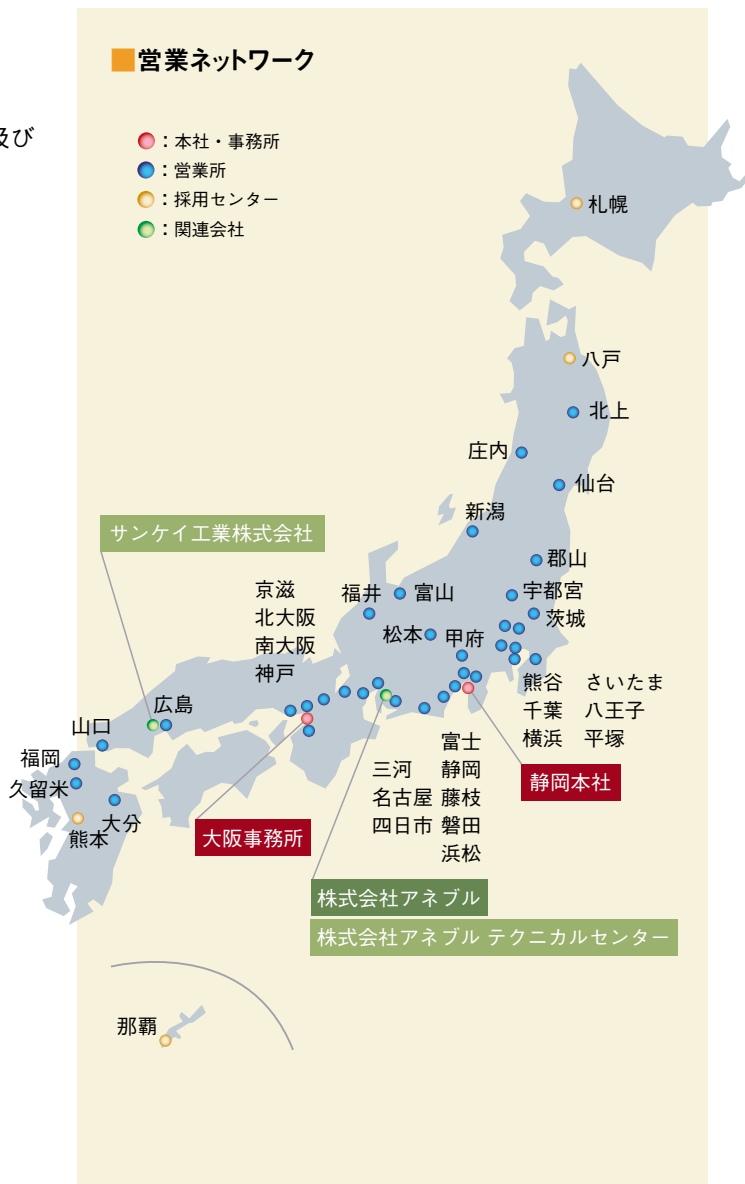 ■営業ネットワーク
及び
：本社・事務所
：営業所
：採用センター
：関連会社
札幌
八戸
北上
庄内
仙台
新潟
サンケイ工業株式会社
郡山
京滋
北大阪
南大阪
神戸
福井
富山
宇都宮
茨城
松本
甲府
熊谷 さいたま
千葉 八王子
横浜 平塚
広島
山口
福岡
久留米
大分
熊本
富士
静岡
藤枝
磐田
浜松
三河
名古屋
四日市
静岡本社
大阪事務所
株式会社アネブル
株式会社アネブル テクニカルセンター
那覇